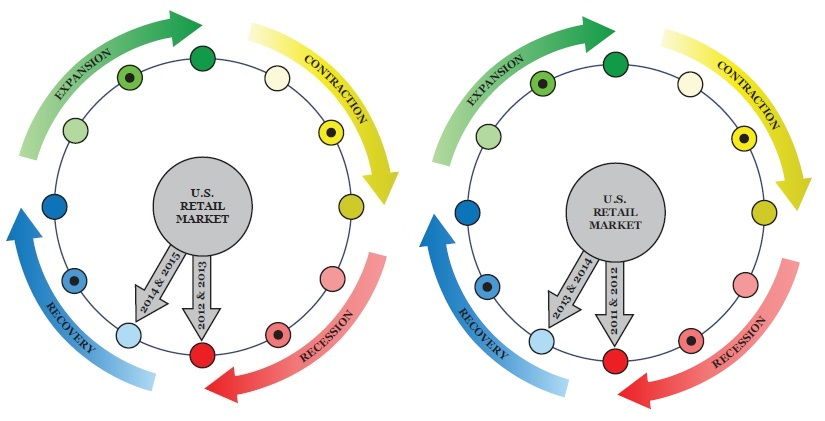 EXPANSION
CONTRACTION
U.S.
RETAIL
MARKET
2014 & 2015
2012 & 2013
RECOVERY
RECESSION
EXPANSION
CONTRACTION
U.S.
RETAIL
MARKET
2013 & 2014
2011 & 2012
RECOVERY
RECESSION